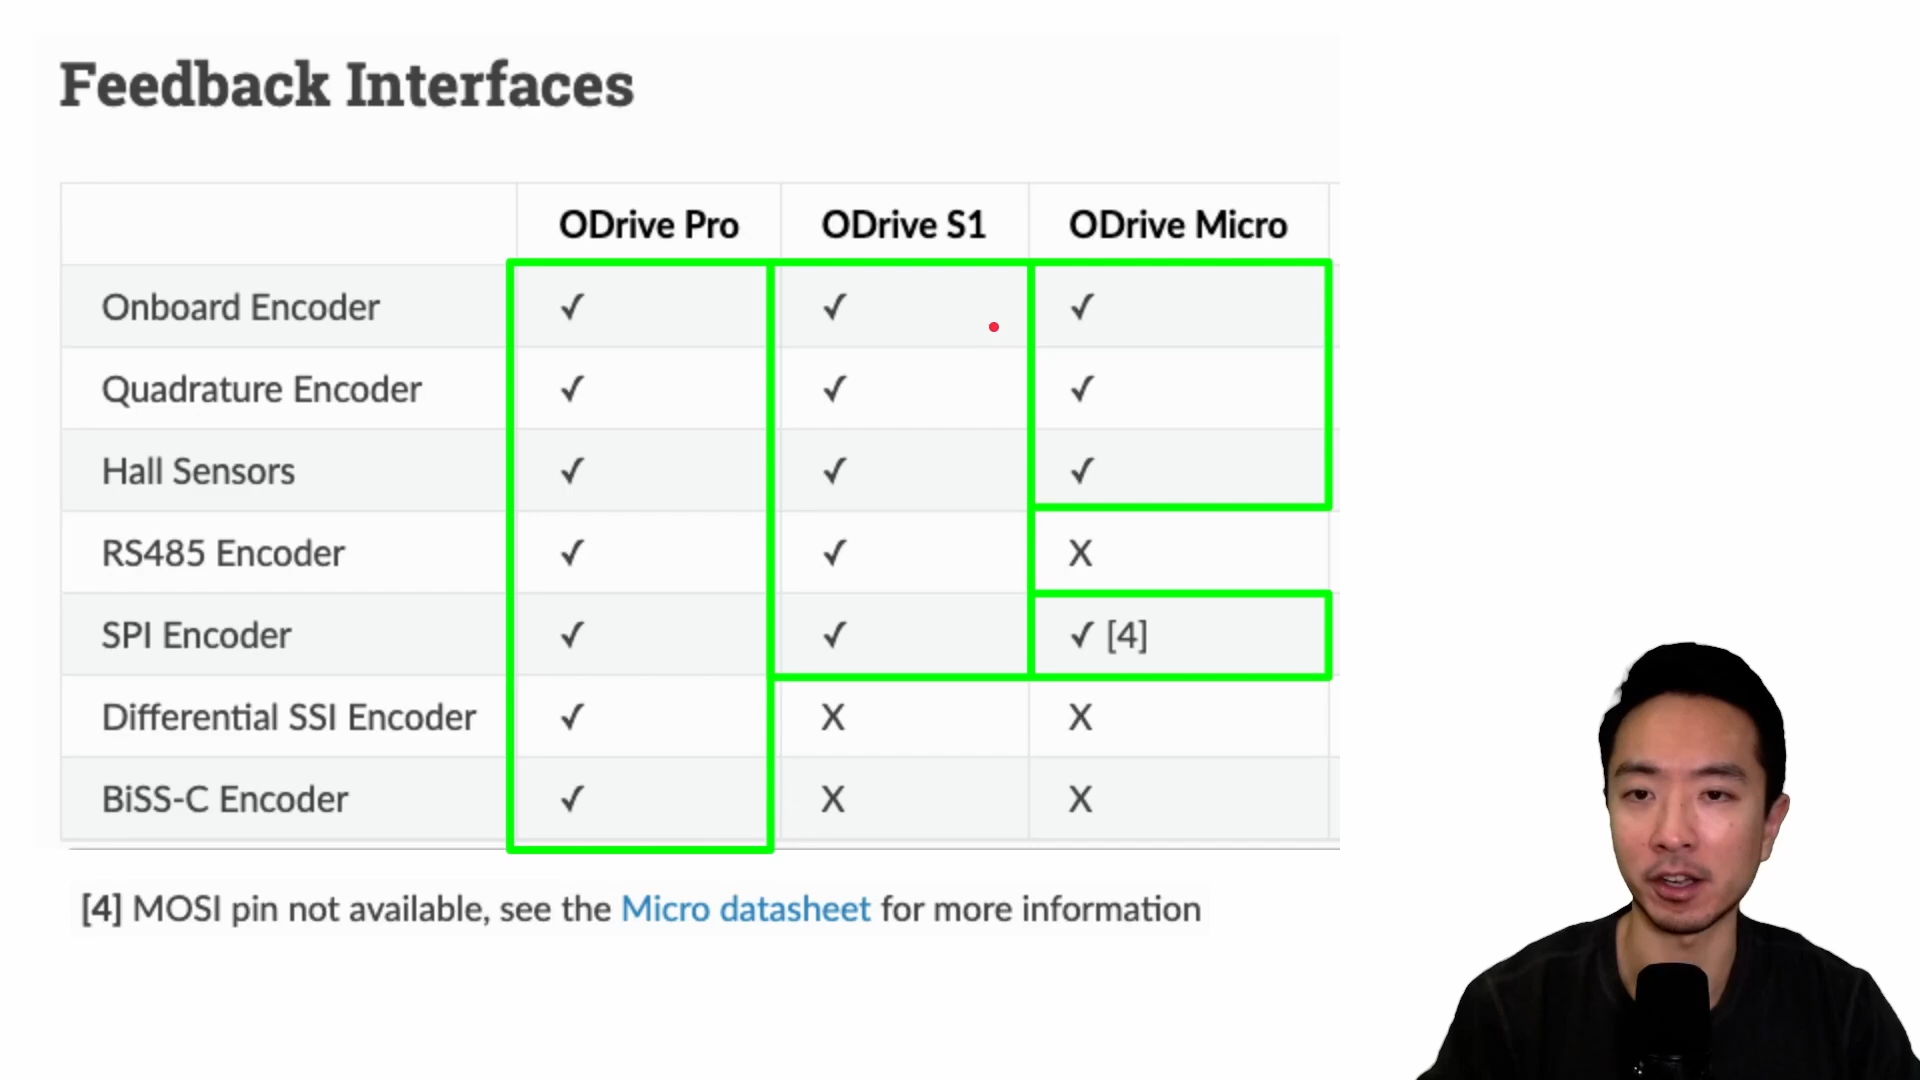 Feedback Interfaces
ODrive Pro ODrive S1 ODrive Micro
Onboard Encoder ✓ ✓ ✓
Quadrature Encoder ✓ ✓ ✓
Hall Sensors ✓ ✓ ✓
RS485 Encoder ✓ ✓ X
SPI Encoder ✓ ✓ ✓ [4]
Differential SSI Encoder ✓ X X
BiSS-C Encoder ✓ X X
[4] MOSI pin not available, see the Micro datasheet for more information